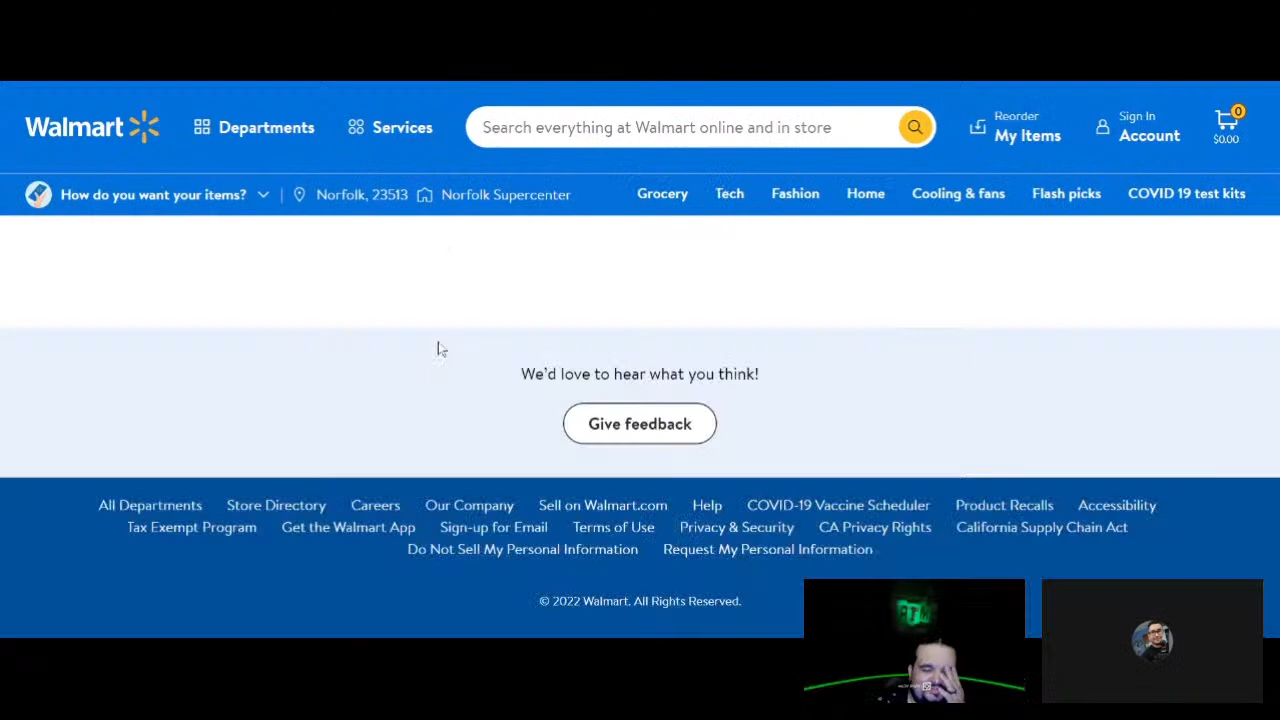 Walmart
Departments
Services
Search everything at Walmart online and in store
Reorder
My Items
Sign In
Account
0
$0.00
How do you want your items?
Norfolk, 23513
Norfolk Supercenter
Grocery
Tech
Fashion
Home
Cooling & fans
Flash picks
COVID 19 test kits
We'd love to hear what you think!
Give feedback
All Departments Store Directory Careers Our Company Sell on Walmart.com Help COVID-19 Vaccine Scheduler Product Recalls Accessibility
Tax Exempt Program Get the Walmart App Sign-up for Email Terms of Use Privacy & Security CA Privacy Rights California Supply Chain Act
Do Not Sell My Personal Information Request My Personal Information
© 2022 Walmart. All Rights Reserved.